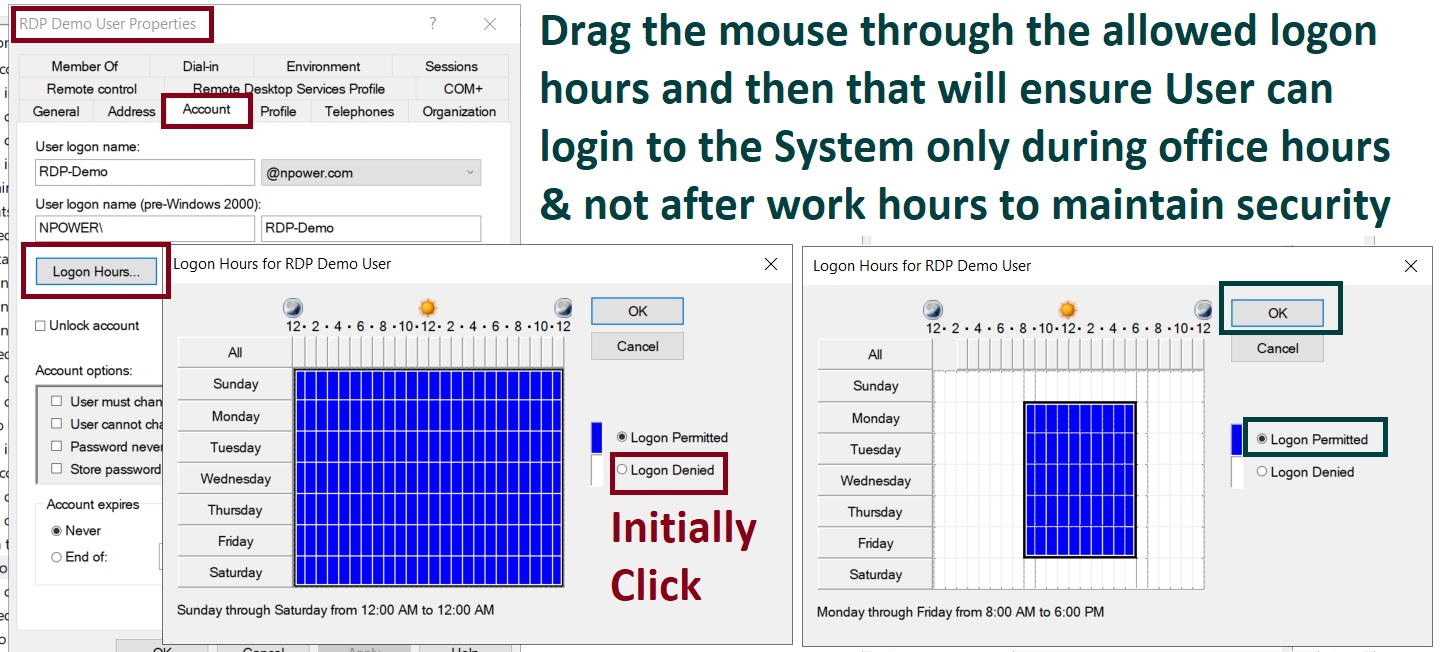 RDP Demo User Properties
?
Drag the mouse through the allowed logon
hours and then that will ensure User can
login to the System only during office hours
& not after work hours to maintain security
Member Of Dial-in Environment Sessions
Remote control Remote Desktop Services Profile COM+
General Address Account Profile Telephones Organization
User logon name:
RDP-Demo @npower.com
User logon name (pre-Windows 2000):
NPOWER\ RDP-Demo
Logon Hours...
Unlock account
Account options:
User must chan
User cannot cha
Password never
Store password
Account expires
Never
End of:
Logon Hours for RDP Demo User
12 • 2 • 4 • 6 • 8 • 10 • 12 • 2 • 4 • 6 • 8 • 10 • 12
OK
Cancel
All
Sunday
Monday
Tuesday
Wednesday
Thursday
Friday
Saturday
Logon Permitted
Logon Denied
Initially
Click
Sunday through Saturday from 12:00 AM to 12:00 AM
Logon Hours for RDP Demo User
12 • 2 • 4 • 6 • 8 • 10 • 12 • 2 • 4 • 6 • 8 • 10 • 12
OK
Cancel
All
Sunday
Monday
Tuesday
Wednesday
Thursday
Friday
Saturday
Logon Permitted
Logon Denied
Monday through Friday from 8:00 AM to 6:00 PM